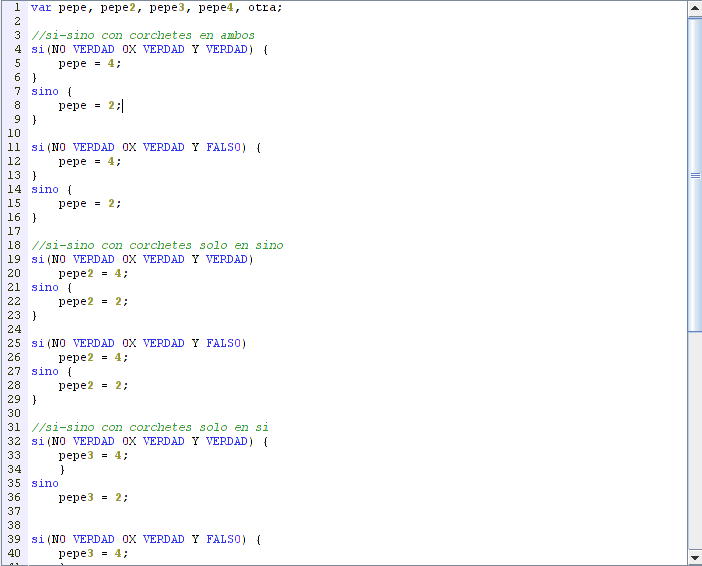 1 var pepe, pepe2, pepe3, pepe4, otra;
2
3 //si-sino con corchetes en ambos
4 si(NO VERDAD OX VERDAD Y VERDAD) {
5     pepe = 4;
6 }
7 sino {
8     pepe = 2;
9 }
10
11 si(NO VERDAD OX VERDAD Y FALSO) {
12     pepe = 4;
13 }
14 sino {
15     pepe = 2;
16 }
17
18 //si-sino con corchetes solo en sino
19 si(NO VERDAD OX VERDAD Y VERDAD)
20     pepe2 = 4;
21 sino {
22     pepe2 = 2;
23 }
24
25 si(NO VERDAD OX VERDAD Y FALSO)
26     pepe2 = 4;
27 sino {
28     pepe2 = 2;
29 }
30
31 //si-sino con corchetes solo en si
32 si(NO VERDAD OX VERDAD Y VERDAD) {
33     pepe3 = 4;
34     }
35 sino
36     pepe3 = 2;
37
38
39 si(NO VERDAD OX VERDAD Y FALSO) {
40     pepe3 = 4;